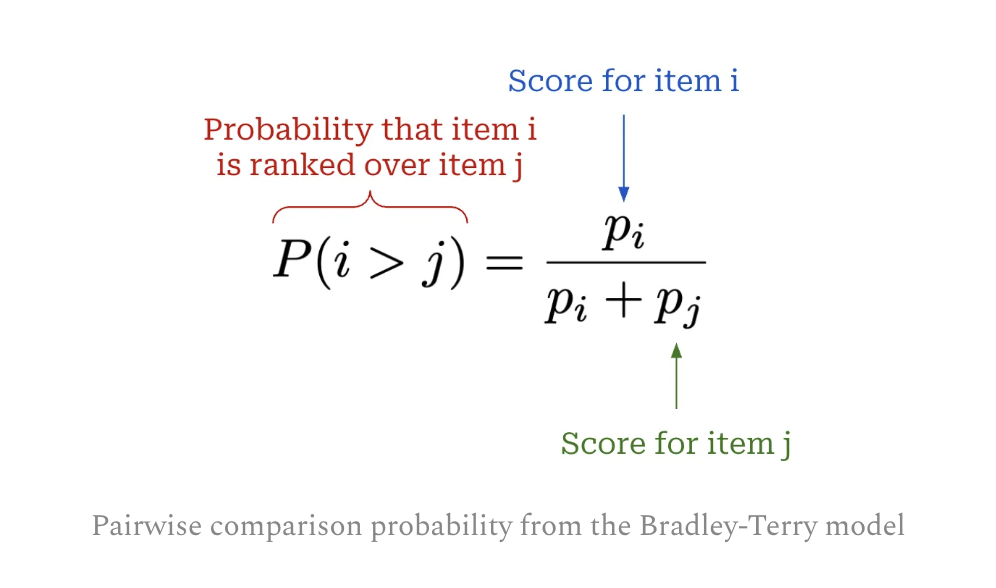 Score for item i
Probability that item i
is ranked over item j
P(i > j) = p_i / (p_i + p_j)
Score for item j
Pairwise comparison probability from the Bradley-Terry model